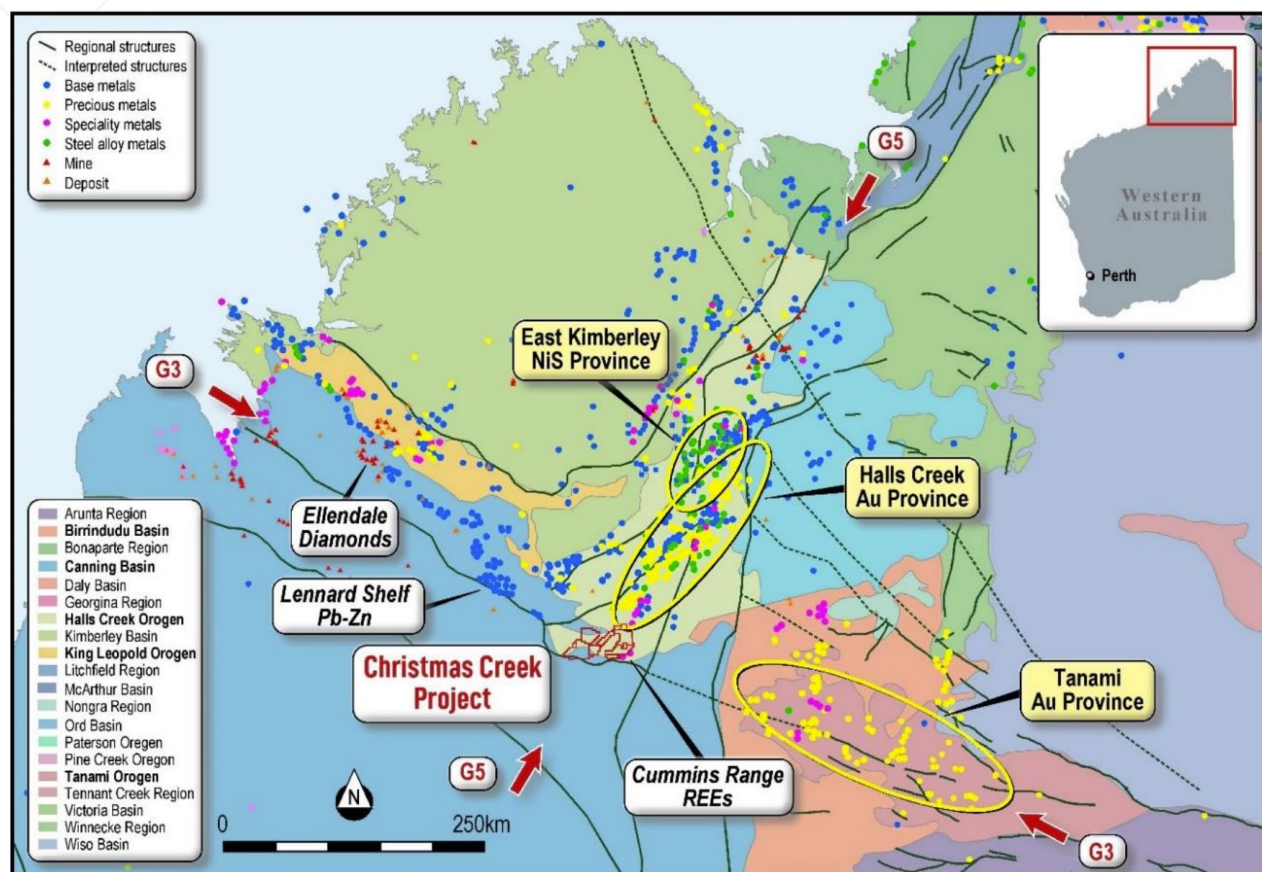 Regional structures
Interpreted structures
Base metals
Precious metals
Speciality metals
Steel alloy metals
Mine
Deposit
G5
Western
Australia
Perth
East Kimberley
NiS Province
G3
Halls Creek
Au Province
Ellendale
Diamonds
Lennard Shelf
Pb-Zn
Christmas Creek
Project
Tanami
Au Province
Cummins Range
REEs
G5
G3
Arunta Region
Birrindudu Basin
Bonaparte Region
Canning Basin
Daly Basin
Georgina Region
Halls Creek Orogen
Kimberley Basin
King Leopold Orogen
Litchfield Region
McArthur Basin
Nongra Region
Ord Basin
Paterson Oregen
Pine Creek Oregon
Tanami Orogen
Tennant Creek Region
Victoria Basin
Winnecke Region
Wiso Basin
N
0 250km